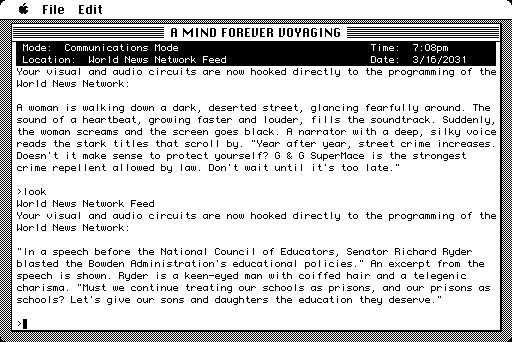 File Edit
A MIND FOREVER VOYAGING
Mode: Communications Mode Time: 7:08pm
Location: World News Network Feed Date: 3/16/2031
Your visual and audio circuits are now hooked directly to the programming of the
World News Network:
A woman is walking down a dark, deserted street, glancing fearfully around. The
sound of a heartbeat, growing faster and louder, fills the soundtrack. Suddenly,
the woman screams and the screen goes black. A narrator with a deep, silky voice
reads the stark titles that scroll by. "Year after year, street crime increases.
Doesn't it make sense to protect yourself? G & G SuperMace is the strongest
crime repellent allowed by law. Don't wait until it's too late."
>look
World News Network Feed
Your visual and audio circuits are now hooked directly to the programming of the
World News Network:
"In a speech before the National Council of Educators, Senator Richard Ryder
blasted the Bowden Administration's educational policies." An excerpt from the
speech is shown. Ryder is a keen-eyed man with coiffed hair and a telegenic
charisma. "Must we continue treating our schools as prisons, and our prisons as
schools? Let's give our sons and daughters the education they deserve."
>